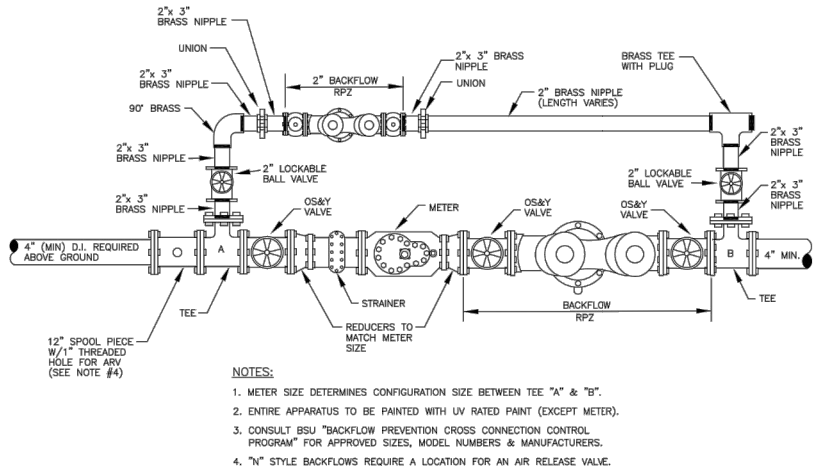 2"x 3"
BRASS NIPPLE
UNION
2"x 3"
BRASS NIPPLE
90° BRASS
2"x 3"
BRASS NIPPLE
2" LOCKABLE
BALL VALVE
2"x 3"
BRASS NIPPLE
2" BACKFLOW
RPZ
2"x 3" BRASS
NIPPLE
UNION
2" BRASS NIPPLE
(LENGTH VARIES)
BRASS TEE
WITH PLUG
2"x 3"
BRASS
NIPPLE
2" LOCKABLE
BALL VALVE
2"x 3"
BRASS
NIPPLE
OS&Y
VALVE
METER
OS&Y
VALVE
OS&Y
VALVE
4" (MIN) D.I. REQUIRED
ABOVE GROUND
A
B
4" MIN.
TEE
STRAINER
REDUCERS TO
MATCH METER
SIZE
BACKFLOW
RPZ
TEE
12" SPOOL PIECE
W/1" THREADED
HOLE FOR ARV
(SEE NOTE #4)
NOTES:
1. METER SIZE DETERMINES CONFIGURATION SIZE BETWEEN TEE "A" & "B".
2. ENTIRE APPARATUS TO BE PAINTED WITH UV RATED PAINT (EXCEPT METER).
3. CONSULT BSU "BACKFLOW PREVENTION CROSS CONNECTION CONTROL
PROGRAM" FOR APPROVED SIZES, MODEL NUMBERS & MANUFACTURERS.
4. "N" STYLE BACKFLOWS REQUIRE A LOCATION FOR AN AIR RELEASE VALVE.